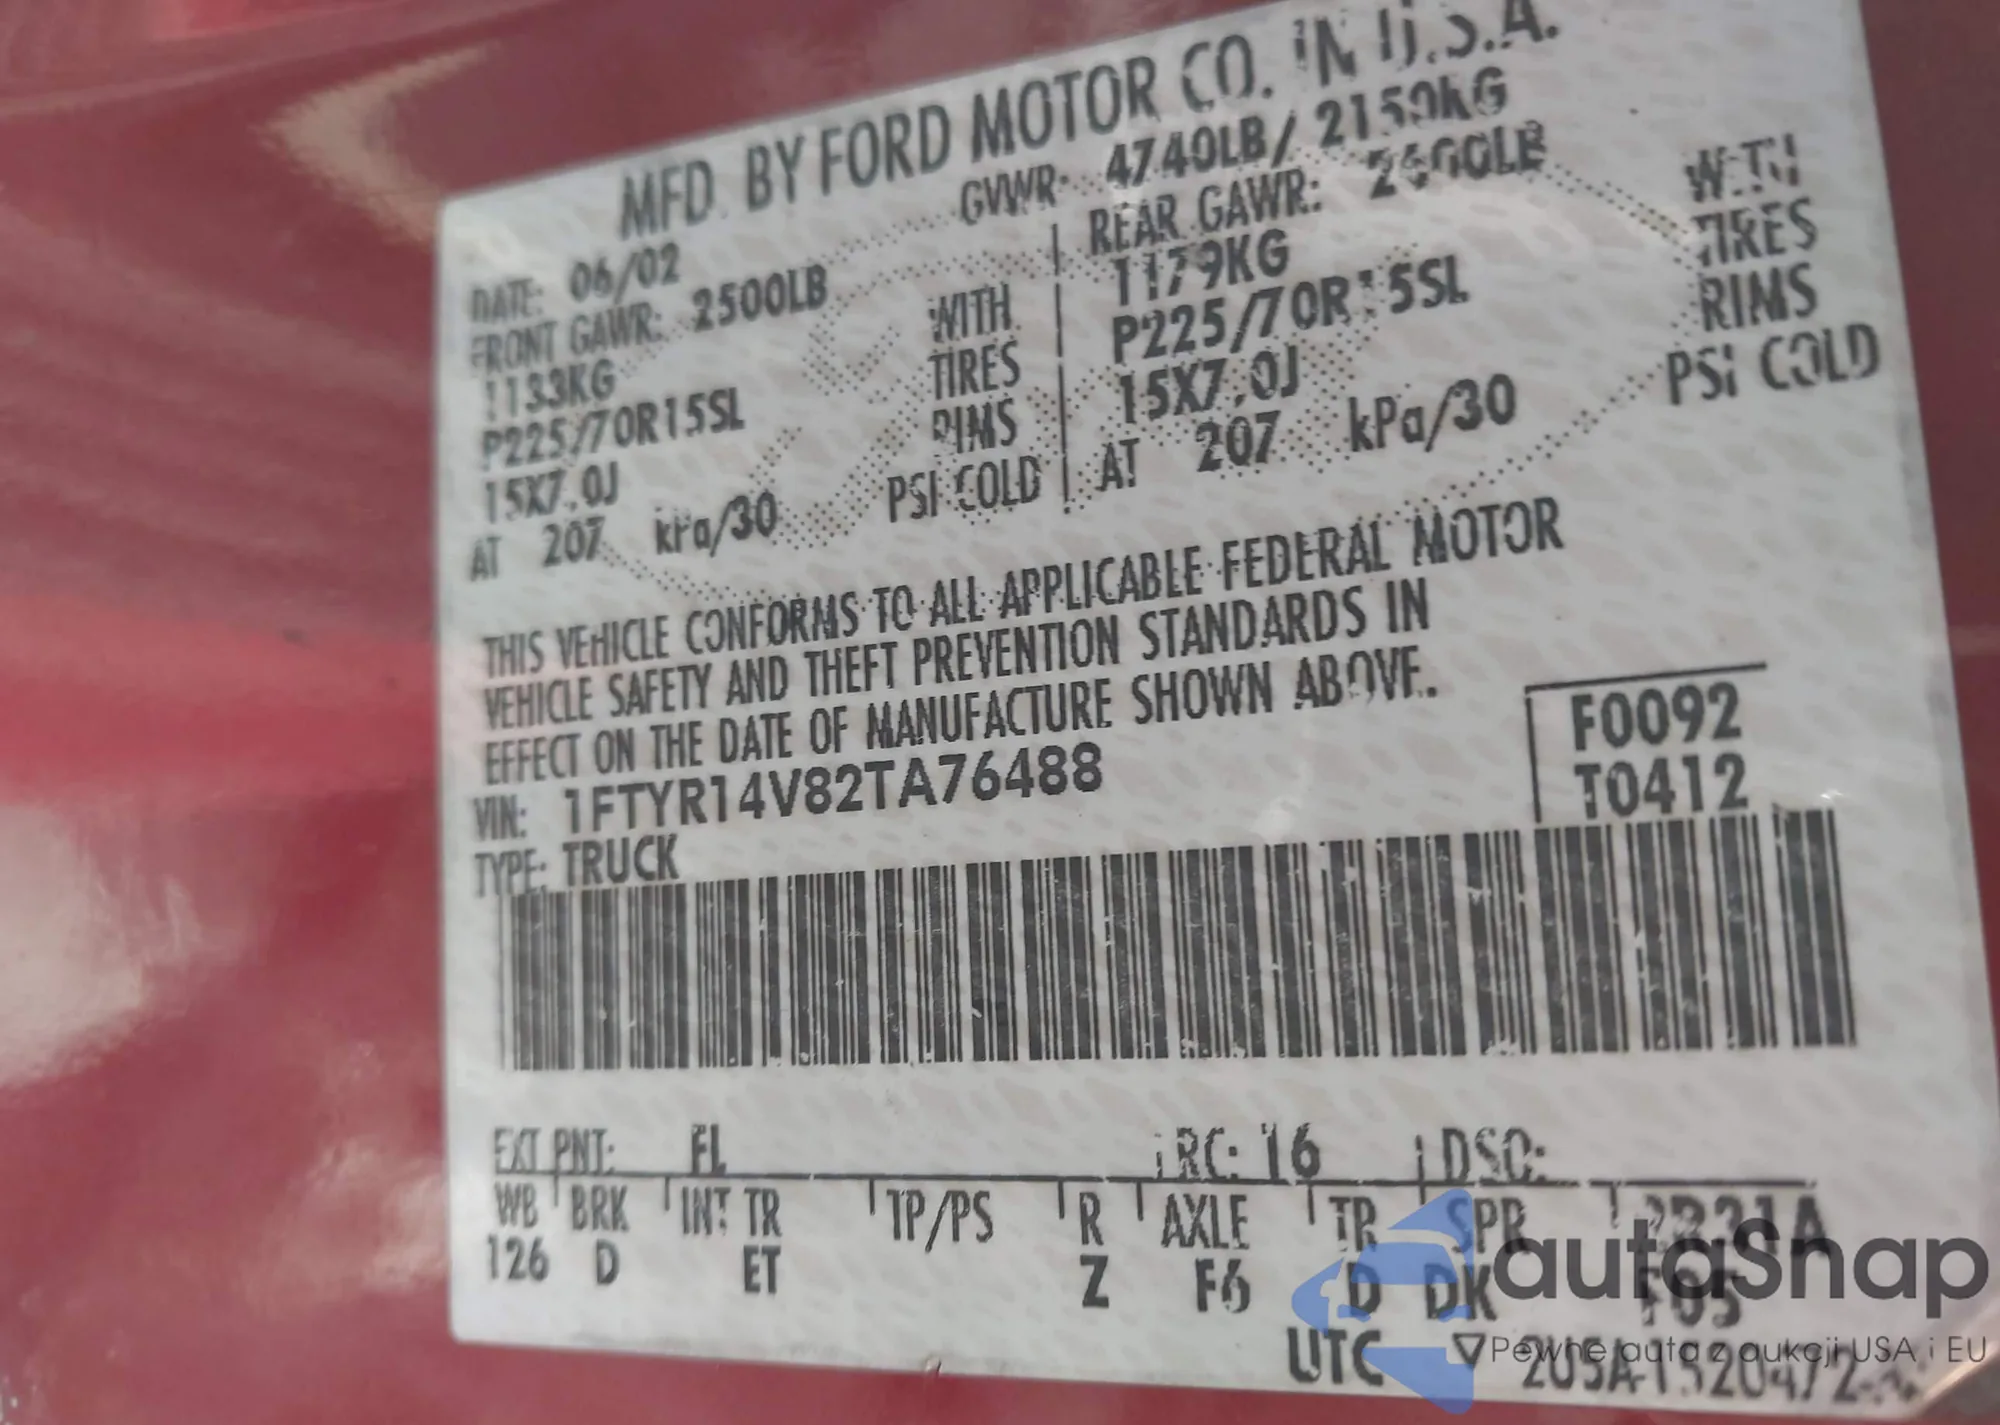 MFD. BY FORD MOTOR CO. IN U.S.A.
DATE: 06/02 GVWR: 4740LB/ 2150KG
FRONT GAWR: 2500LB REAR GAWR: 2600LB
1133KG WITH 1179KG WITH
P225/70R15SL TIRES P225/70R15SL TIRES
15X7.0J RIMS 15X7.0J RIMS
AT 207 kPa/30 PSI COLD AT 207 kPa/30 PSI COLD
THIS VEHICLE CONFORMS TO ALL APPLICABLE FEDERAL MOTOR
VEHICLE SAFETY AND THEFT PREVENTION STANDARDS IN
EFFECT ON THE DATE OF MANUFACTURE SHOWN ABOVE.
VIN: 1FTYR14V82TA76488
TYPE: TRUCK
F0092
T0412
EXT PNT: FL RC: 16 DSO:
WB BRK INT TR TP/PS R AXLE TR SPR
126 D ET Z F6 D DK F05
UTC
autaSnap
Pewne auta z aukcji USA i EU